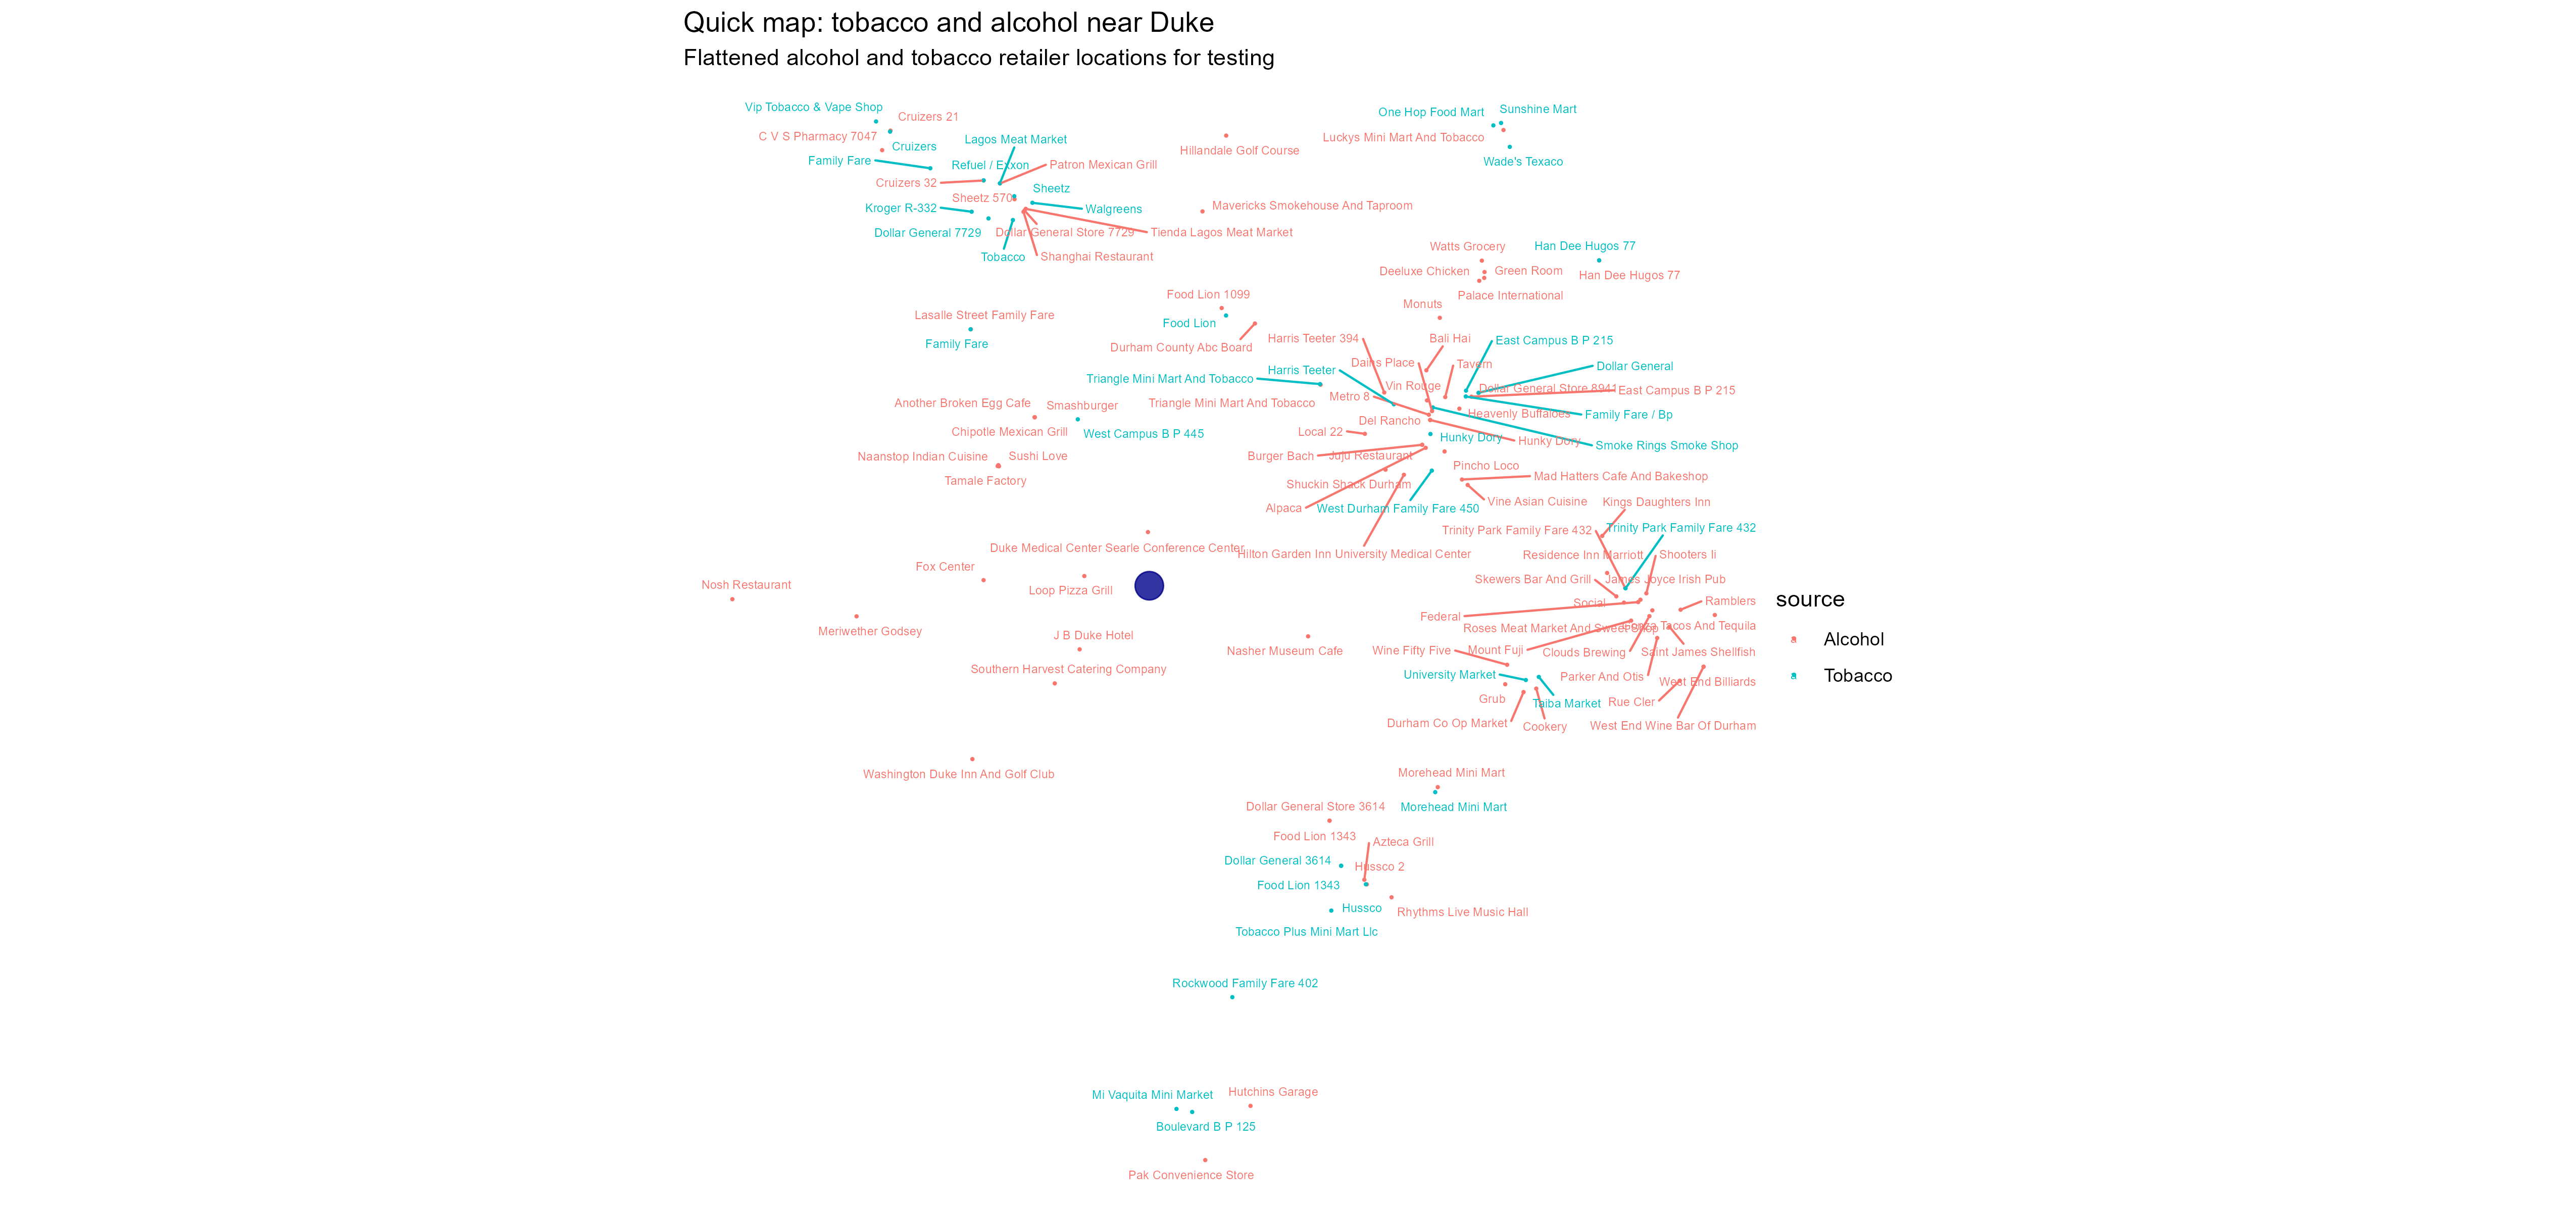 Quick map: tobacco and alcohol near Duke
Flattened alcohol and tobacco retailer locations for testing
Vip Tobacco & Vape Shop
Cruizers 21
One Hop Food Mart
Sunshine Mart
C V S Pharmacy 7047
Cruizers
Lagos Meat Market
Hillandale Golf Course
Luckys Mini Mart And Tobacco
Wade's Texaco
Family Fare
Refuel / Exxon
Patron Mexican Grill
Cruizers 32
Sheetz
Sheetz 570
Kroger R-332
Walgreens
Mavericks Smokehouse And Taproom
Dollar General 7729
Dollar General Store 7729
Tienda Lagos Meat Market
Tobacco
Shanghai Restaurant
Watts Grocery
Han Dee Hugos 77
Deeluxe Chicken
Green Room
Han Dee Hugos 77
Palace International
Food Lion 1099
Monuts
Lasalle Street Family Fare
Food Lion
Family Fare
Durham County Abc Board
Harris Teeter 394
Bali Hai
East Campus B P 215
Dains Place
Tavern
Dollar General
Harris Teeter
Triangle Mini Mart And Tobacco
Vin Rouge
Dollar General Store 8941
East Campus B P 215
Another Broken Egg Cafe
Smashburger
Triangle Mini Mart And Tobacco
Metro 8
Heavenly Buffaloes
Family Fare / Bp
Del Rancho
Chipotle Mexican Grill
West Campus B P 445
Local 22
Hunky Dory
Hunky Dory
Smoke Rings Smoke Shop
Naanstop Indian Cuisine
Sushi Love
Burger Bach
Juju Restaurant
Pincho Loco
Tamale Factory
Shuckin Shack Durham
Mad Hatters Cafe And Bakeshop
Alpaca
West Durham Family Fare 450
Vine Asian Cuisine
Kings Daughters Inn
Trinity Park Family Fare 432
Trinity Park Family Fare 432
Duke Medical Center Searle Conference Center
Hilton Garden Inn University Medical Center
Residence Inn Marriott
Shooters Ii
Fox Center
Nosh Restaurant
Loop Pizza Grill
Skewers Bar And Grill
James Joyce Irish Pub
Social
Ramblers
Federal
Meriwether Godsey
J B Duke Hotel
Roses Meat Market And Sweet Shop
Gonza Tacos And Tequila
Nasher Museum Cafe
Wine Fifty Five
Mount Fuji
Clouds Brewing
Saint James Shellfish
Southern Harvest Catering Company
University Market
Parker And Otis
West End Billiards
Grub
Taiba Market
Rue Cler
Durham Co Op Market
Cookery
West End Wine Bar Of Durham
Washington Duke Inn And Golf Club
Morehead Mini Mart
Dollar General Store 3614
Morehead Mini Mart
Food Lion 1343
Azteca Grill
Dollar General 3614
Hussco 2
Food Lion 1343
Hussco
Rhythms Live Music Hall
Tobacco Plus Mini Mart Llc
Rockwood Family Fare 402
Mi Vaquita Mini Market
Hutchins Garage
Boulevard B P 125
Pak Convenience Store
source
a Alcohol
a Tobacco